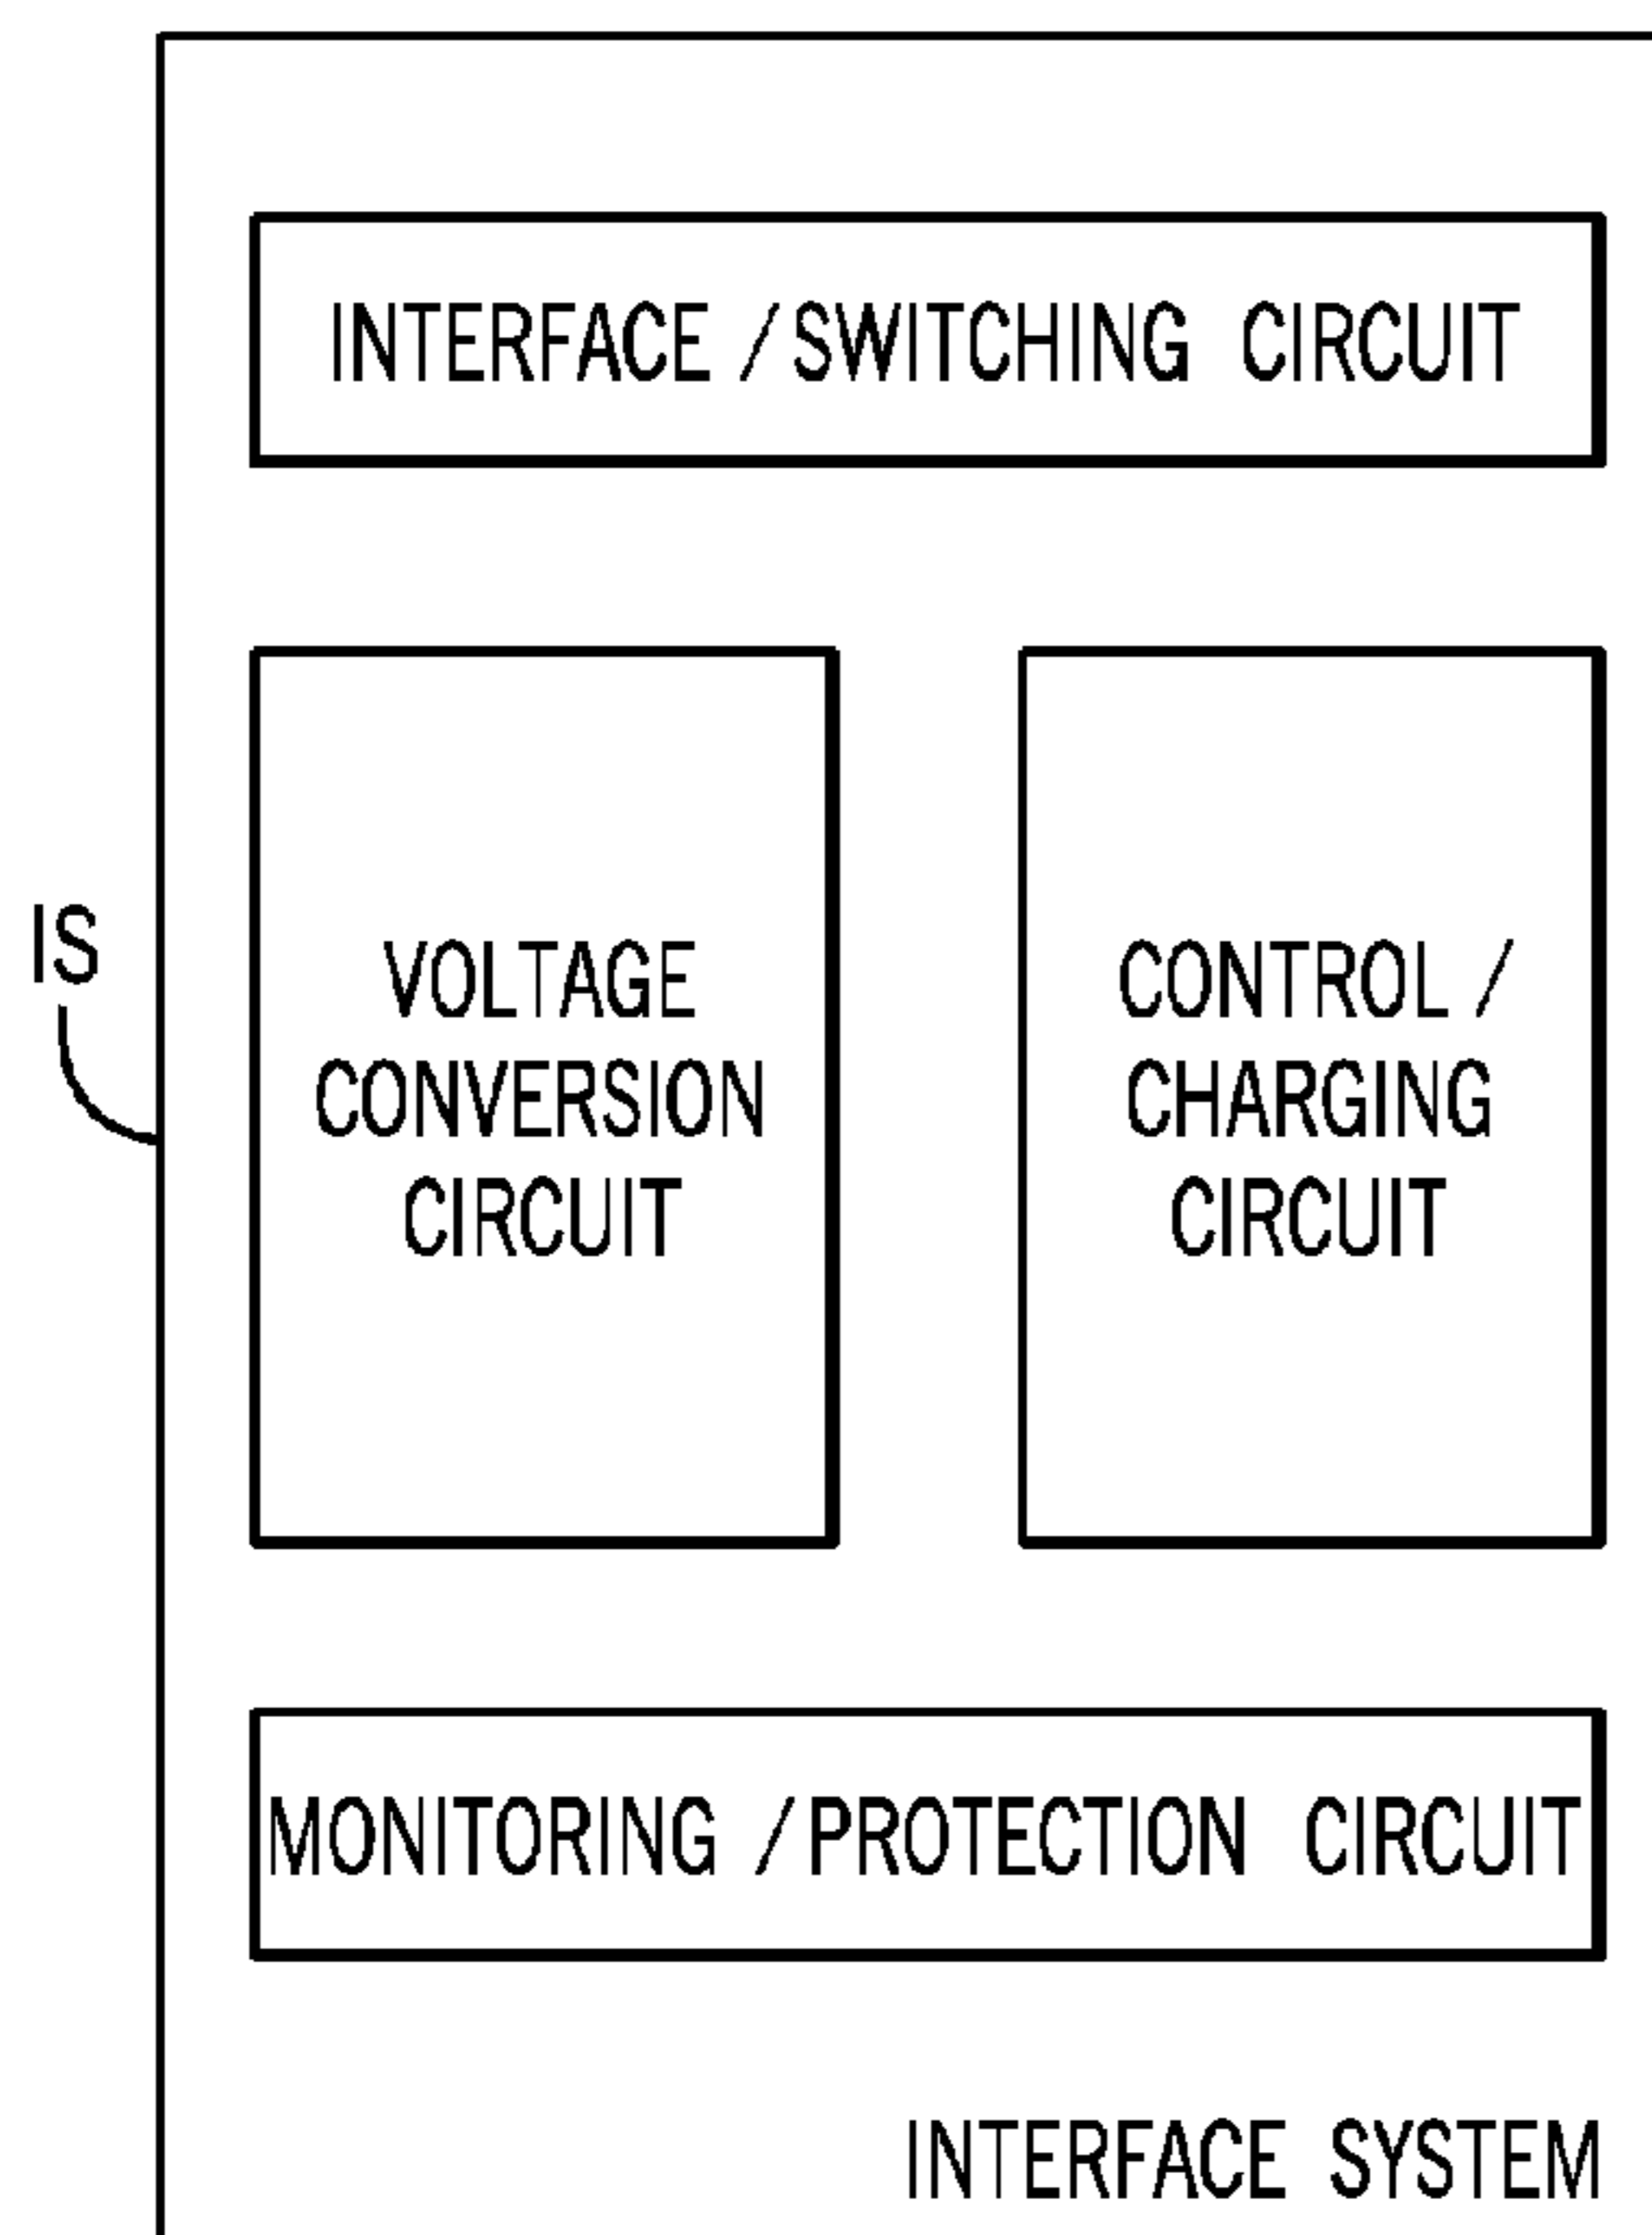 INTERFACE /SWITCHING CIRCUIT
IS
VOLTAGE
CONVERSION
CIRCUIT
CONTROL /
CHARGING
CIRCUIT
MONITORING /PROTECTION CIRCUIT
INTERFACE SYSTEM